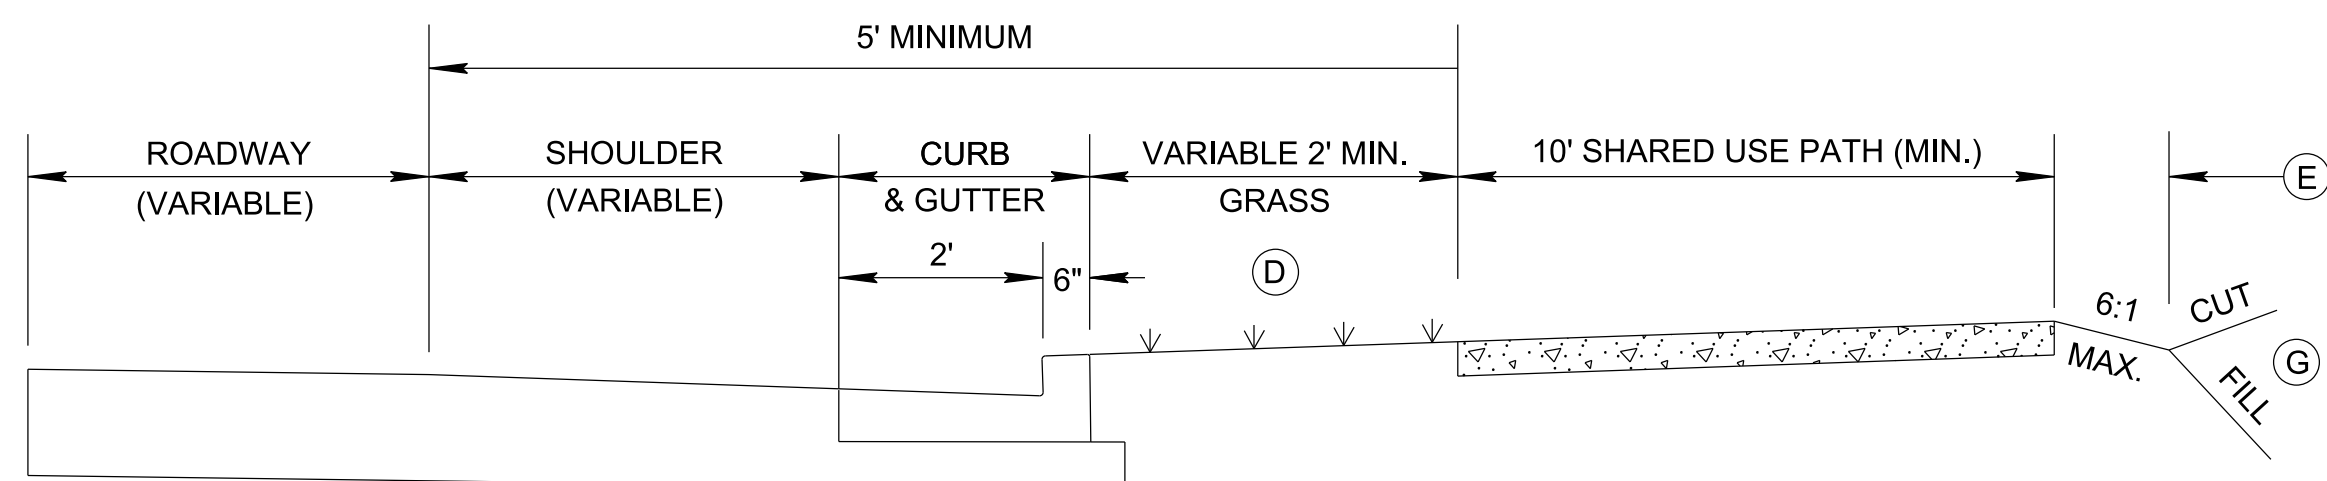 5' MINIMUM
ROADWAY
(VARIABLE)
SHOULDER
(VARIABLE)
CURB
& GUTTER
VARIABLE 2' MIN.
GRASS
10' SHARED USE PATH (MIN.)
E
2'
6"
D
6:1
MAX.
CUT
FILL
G